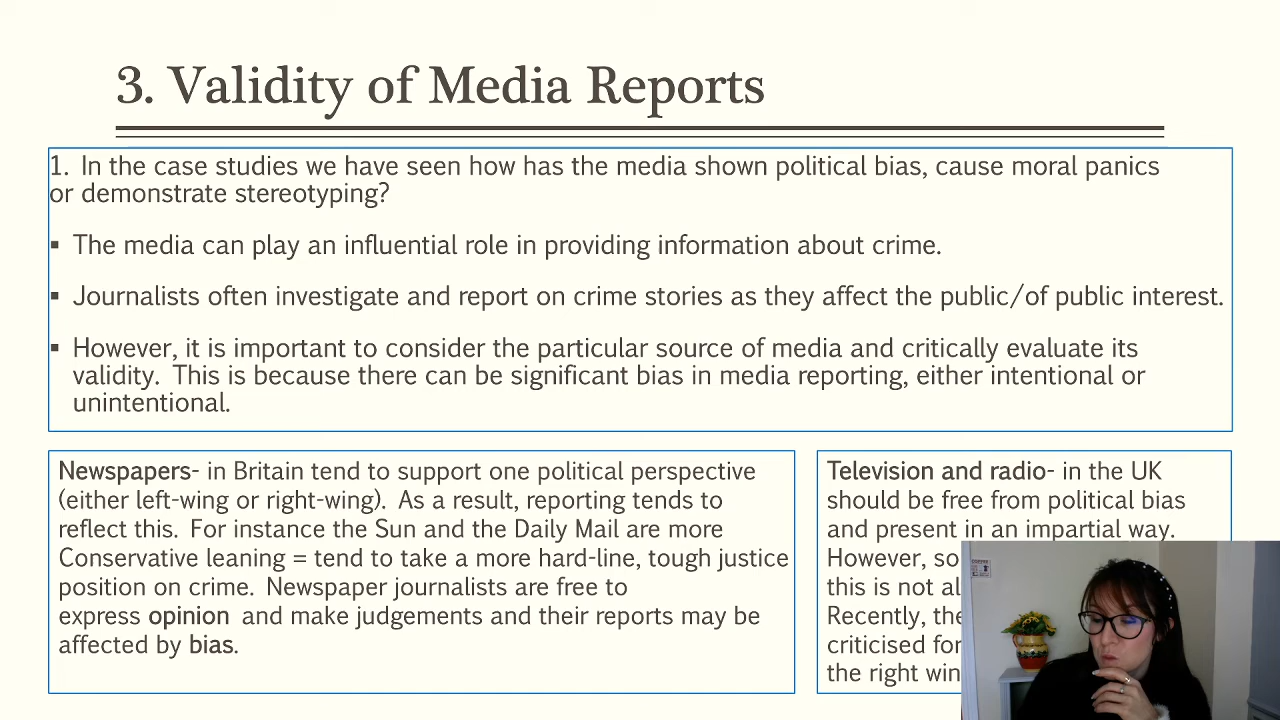 3. Validity of Media Reports
1. In the case studies we have seen how has the media shown political bias, cause moral panics
or demonstrate stereotyping?
▪ The media can play an influential role in providing information about crime.
▪ Journalists often investigate and report on crime stories as they affect the public/of public interest.
▪ However, it is important to consider the particular source of media and critically evaluate its
validity. This is because there can be significant bias in media reporting, either intentional or
unintentional.
Newspapers- in Britain tend to support one political perspective
(either left-wing or right-wing). As a result, reporting tends to
reflect this. For instance the Sun and the Daily Mail are more
Conservative leaning = tend to take a more hard-line, tough justice
position on crime. Newspaper journalists are free to
express opinion and make judgements and their reports may be
affected by bias.
Television and radio- in the UK
should be free from political bias
and present in an impartial way.
However,
this is not
Recently,
criticised for
the right